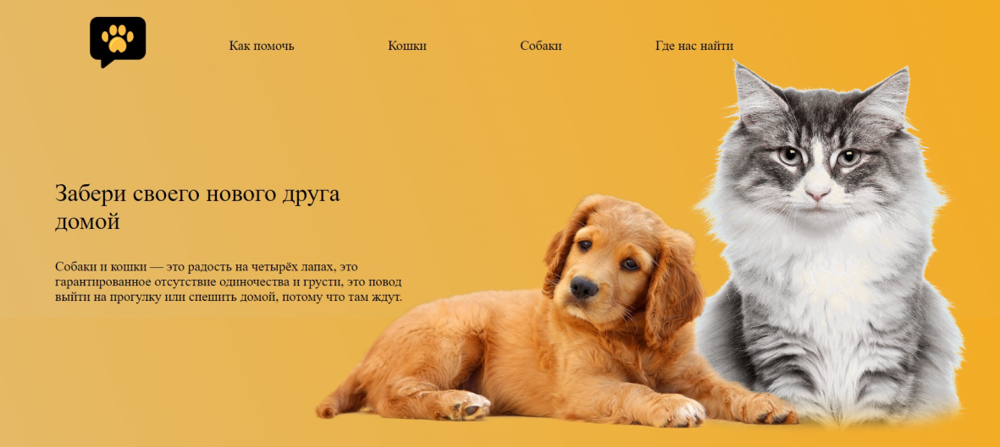 Как помочь
Кошки
Собаки
Где нас найти
Забери своего нового друга
домой
Собаки и кошки — это радость на четырёх лапах, это
гарантированное отсутствие одиночества и грусти, это повод
выйти на прогулку или спешить домой, потому что там ждут.